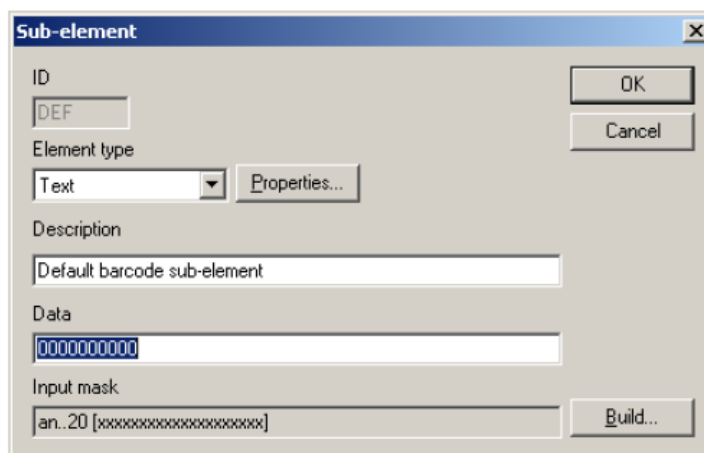 Sub-element
ID
OK
DEF
Cancel
Element type
Text
Properties...
Description
Default barcode sub-element
Data
0000000000
Input mask
an..20 [xxxxxxxxxxxxxxxxxxxx]
Build...